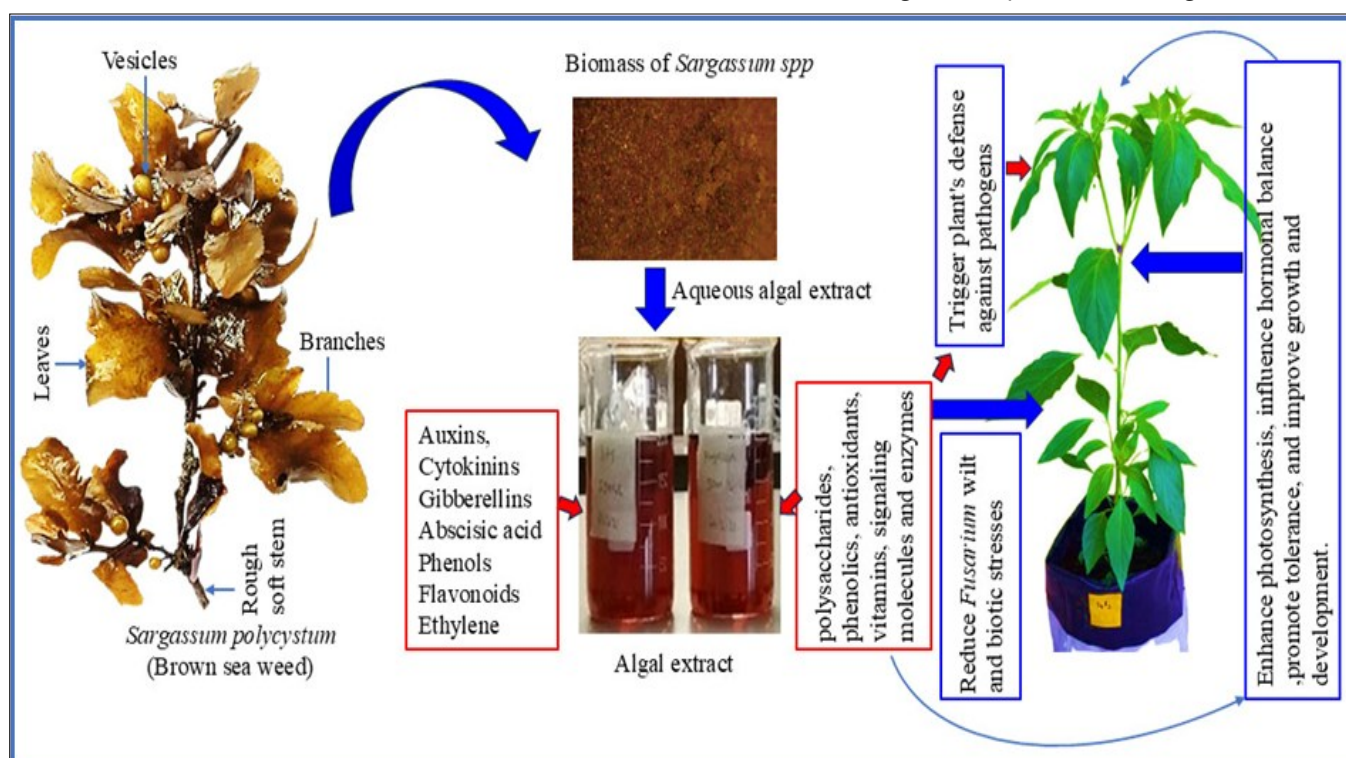 Vesicles
Leaves
Branches
Rough
soft stem
Sargassum polycystum
(Brown sea weed)
Biomass of Sargassum spp
Aqueous algal extract
Auxins,
Cytokinins
Gibberellins
Abscisic acid
Phenols
Flavonoids
Ethylene
Algal extract
polysaccharides,
phenolics, antioxidants,
vitamins, signaling
molecules and enzymes
Trigger plant's defense
against pathogens
Reduce Fusarium wilt
and biotic stresses
Enhance photosynthesis, influence hormonal balance
,promote tolerance, and improve growth and
development.